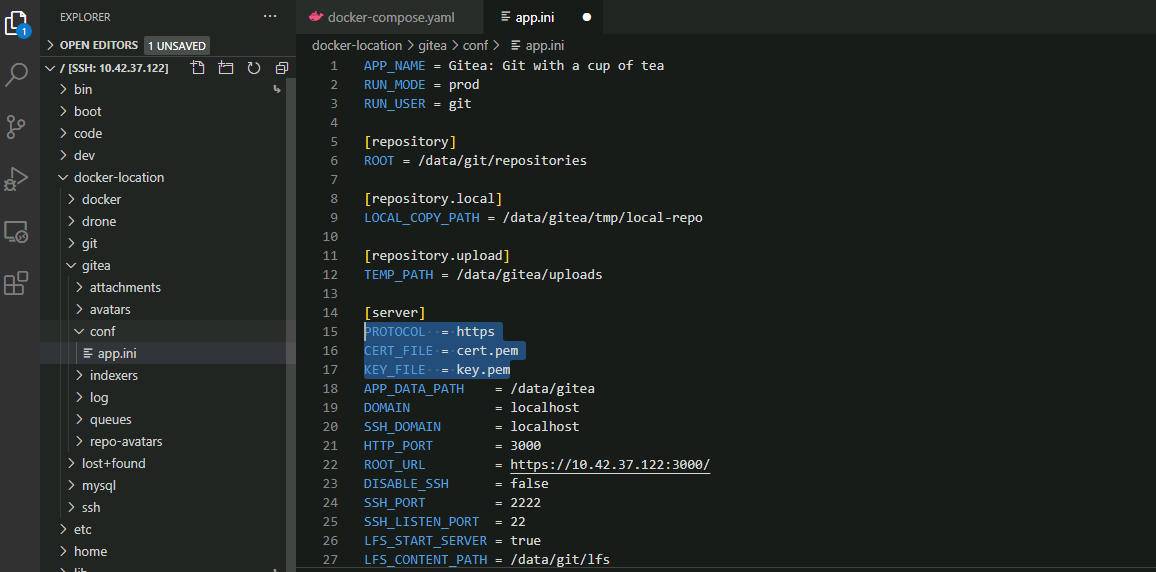 EXPLORER
OPEN EDITORS 1 UNSAVED
/ [SSH: 10.42.37.122]
bin
boot
code
dev
docker-location
docker
drone
git
gitea
attachments
avatars
conf
app.ini
indexers
log
queues
repo-avatars
lost+found
mysql
ssh
etc
home
1
docker-compose.yaml
app.ini
docker-location > gitea > conf > app.ini
1 APP_NAME = Gitea: Git with a cup of tea
2 RUN_MODE = prod
3 RUN_USER = git
4
5 [repository]
6 ROOT = /data/git/repositories
7
8 [repository.local]
9 LOCAL_COPY_PATH = /data/gitea/tmp/local-repo
10
11 [repository.upload]
12 TEMP_PATH = /data/gitea/uploads
13
14 [server]
15 PROTOCOL  = https
16 CERT_FILE = cert.pem
17 KEY_FILE  = key.pem
18 APP_DATA_PATH    = /data/gitea
19 DOMAIN           = localhost
20 SSH_DOMAIN       = localhost
21 HTTP_PORT        = 3000
22 ROOT_URL         = https://10.42.37.122:3000/
23 DISABLE_SSH      = false
24 SSH_PORT         = 2222
25 SSH_LISTEN_PORT  = 22
26 LFS_START_SERVER = true
27 LFS_CONTENT_PATH = /data/git/lfs